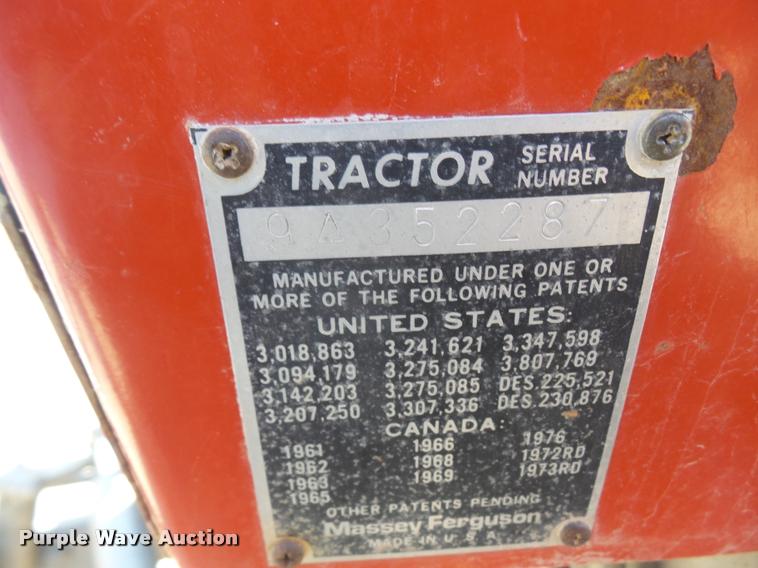 TRACTOR SERIAL NUMBER
9A352287
MANUFACTURED UNDER ONE OR
MORE OF THE FOLLOWING PATENTS
UNITED STATES:
3,018,863 3,241,621 3,347,598
3,094,179 3,275,084 3,807,769
3,142,203 3,275,085 DES. 225,521
3,207,250 3,307,336 DES. 230,876
CANADA:
1961 1966 1976
1962 1968 1972RD
1963 1969 1973RD
1965
OTHER PATENTS PENDING
Massey Ferguson
MADE IN U.S.A.
Purple Wave Auction
Purple Wave Auction